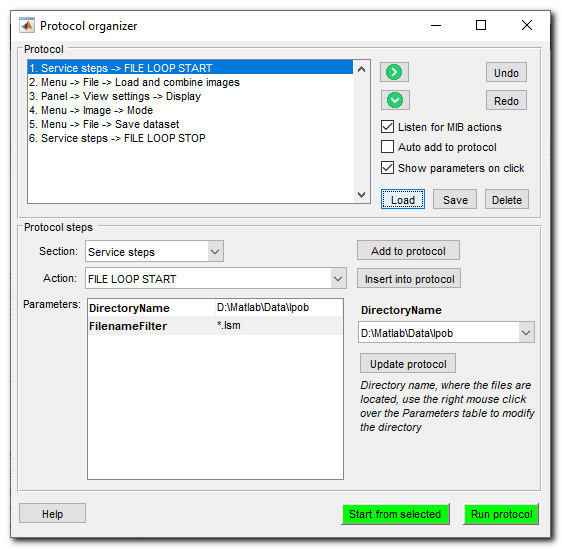 Protocol organizer
Protocol
1. Service steps -> FILE LOOP START
2. Menu -> File -> Load and combine images
3. Panel -> View settings -> Display
4. Menu -> Image -> Mode
5. Menu -> File -> Save dataset
6. Service steps -> FILE LOOP STOP
Undo
Redo
Listen for MIB actions
Auto add to protocol
Show parameters on click
Load
Save
Delete
Protocol steps
Section:
Service steps
Add to protocol
Action:
FILE LOOP START
Insert into protocol
Parameters:
DirectoryName D:\Matlab\Data\lpob
FilenameFilter *.lsm
DirectoryName
D:\Matlab\Data\lpob
Update protocol
Directory name, where the files are
located, use the right mouse click
over the Parameters table to modify
the directory
Help
Start from selected
Run protocol